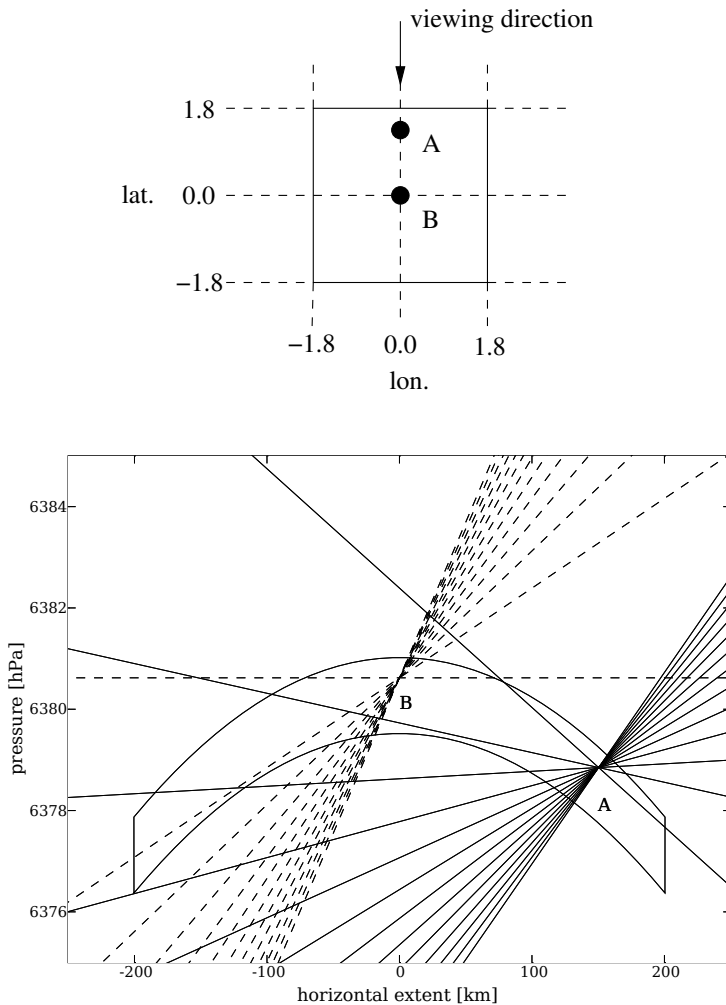 viewing direction
1.8
A
lat.
0.0
B
−1.8
−1.8
0.0
1.8
lon.
6384
6382
6380
B
pressure [hPa]
6378
A
6376
-200
-100
0
100
200
horizontal extent [km]